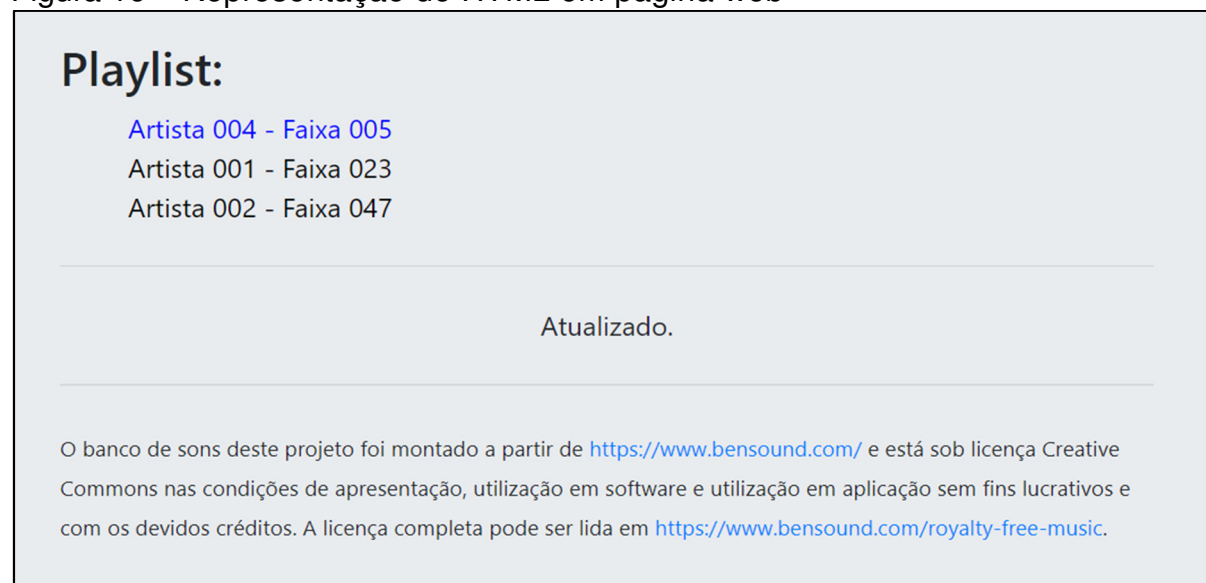 Playlist:
Artista 004 - Faixa 005
Artista 001 - Faixa 023
Artista 002 - Faixa 047
Atualizado.
O banco de sons deste projeto foi montado a partir de https://www.bensound.com/ e está sob licença Creative
Commons nas condições de apresentação, utilização em software e utilização em aplicação sem fins lucrativos e
com os devidos créditos. A licença completa pode ser lida em https://www.bensound.com/royalty-free-music.